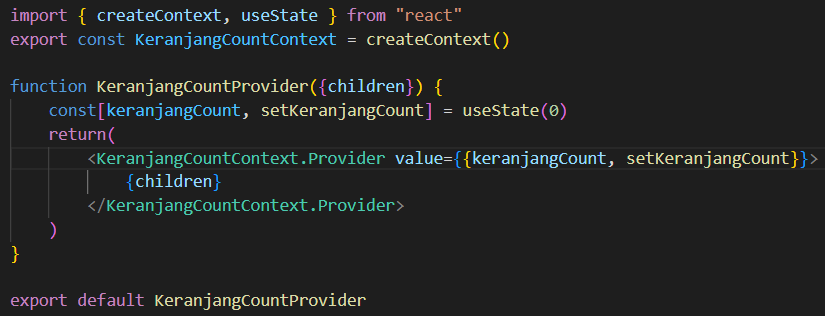 import { createContext, useState } from "react"
export const KeranjangCountContext = createContext()
function KeranjangCountProvider({children}) {
const[keranjangCount, setKeranjangCount] = useState(0)
return(
<KeranjangCountContext.Provider value={{keranjangCount, setKeranjangCount}}>
{children}
</KeranjangCountContext.Provider>
)
}
export default KeranjangCountProvider